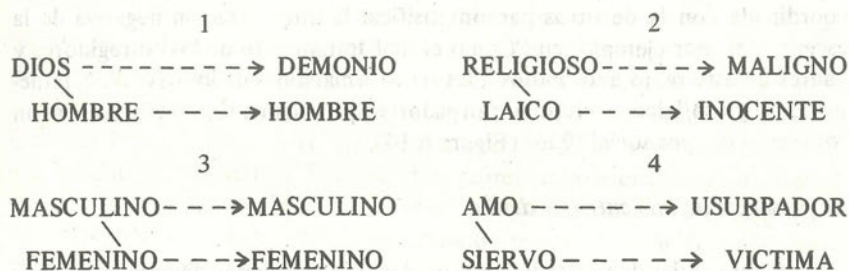 1 2
DIOS - - - - - - - - - → DEMONIO RELIGIOSO - - - → MALIGNO
HOMBRE - - - → HOMBRE LAICO - - - - - → INOCENTE
3 4
MASCULINO - - - → MASCULINO AMO - - - - - - → USURPADOR
FEMENINO - - - → FEMENINO SIERVO - - - - → VICTIMA